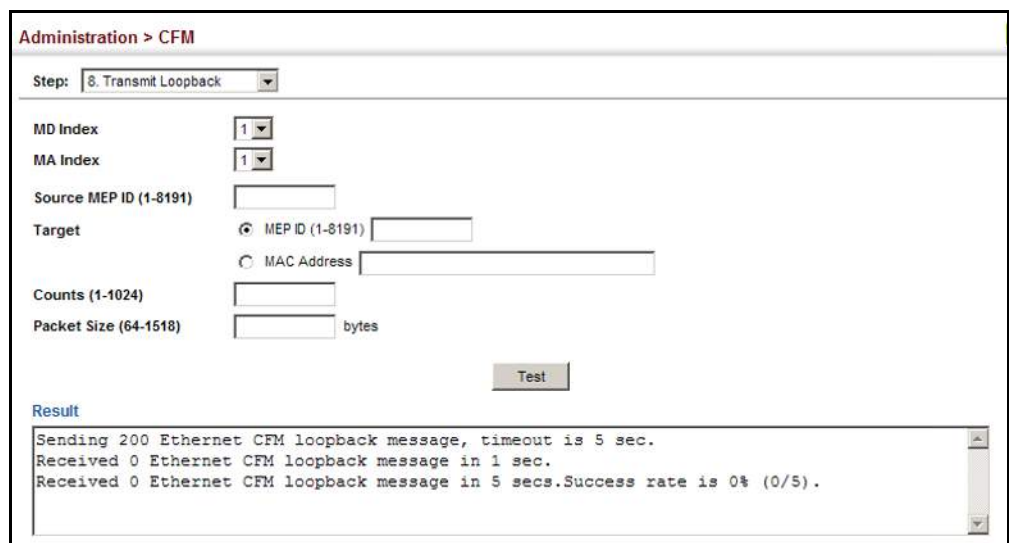 Administration > CFM
Step: 8. Transmit Loopback
MD Index 1
MA Index 1
Source MEP ID (1-8191)
Target MEP ID (1-8191)
MAC Address
Counts (1-1024)
Packet Size (64-1518) bytes
Test
Result
Sending 200 Ethernet CFM loopback message, timeout is 5 sec.
Received 0 Ethernet CFM loopback message in 1 sec.
Received 0 Ethernet CFM loopback message in 5 secs.Success rate is 0% (0/5).